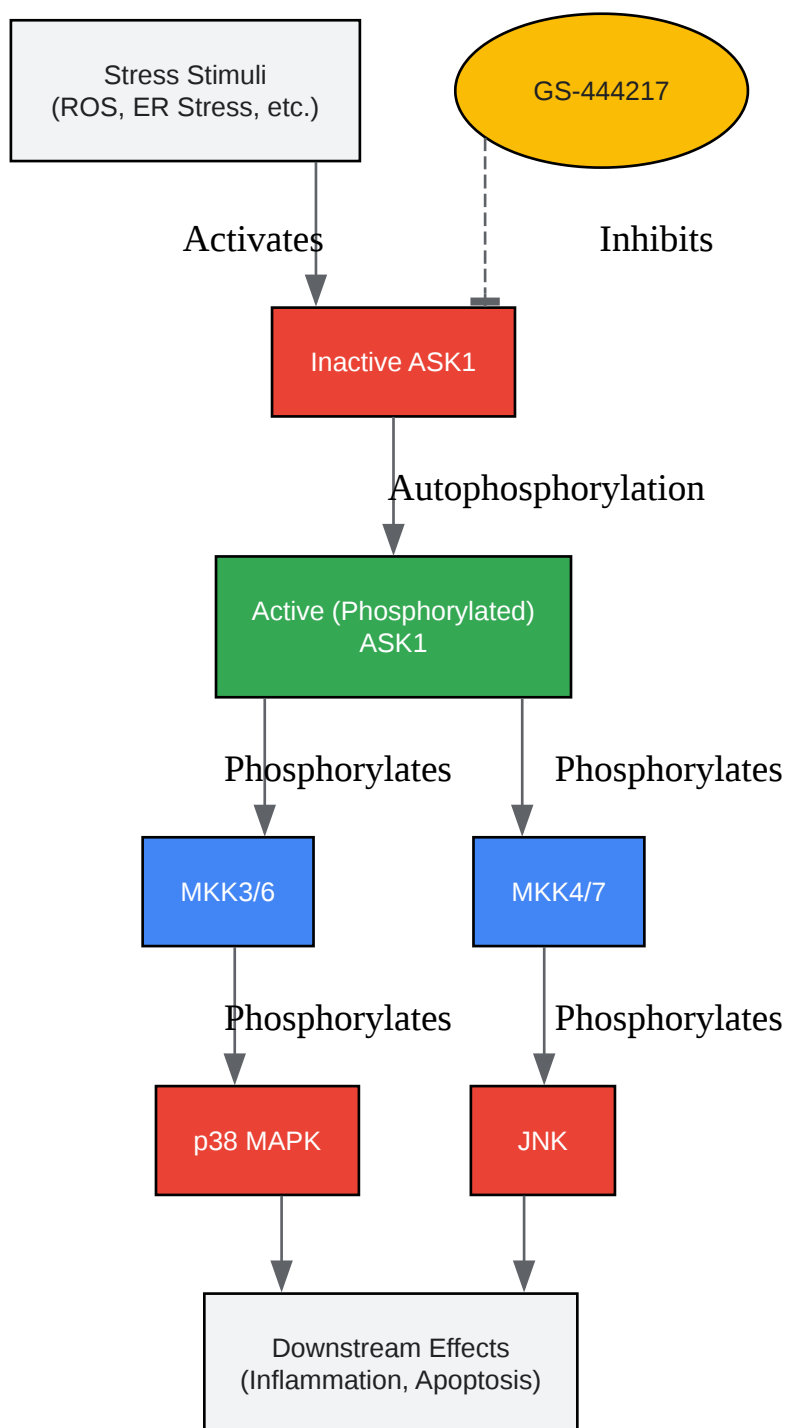 Stress Stimuli
(ROS, ER Stress, etc.)
GS-444217
Activates
Inhibits
Inactive ASK1
Autophosphorylation
Active (Phosphorylated)
ASK1
Phosphorylates
Phosphorylates
MKK3/6
MKK4/7
Phosphorylates
Phosphorylates
p38 MAPK
JNK
Downstream Effects
(Inflammation, Apoptosis)